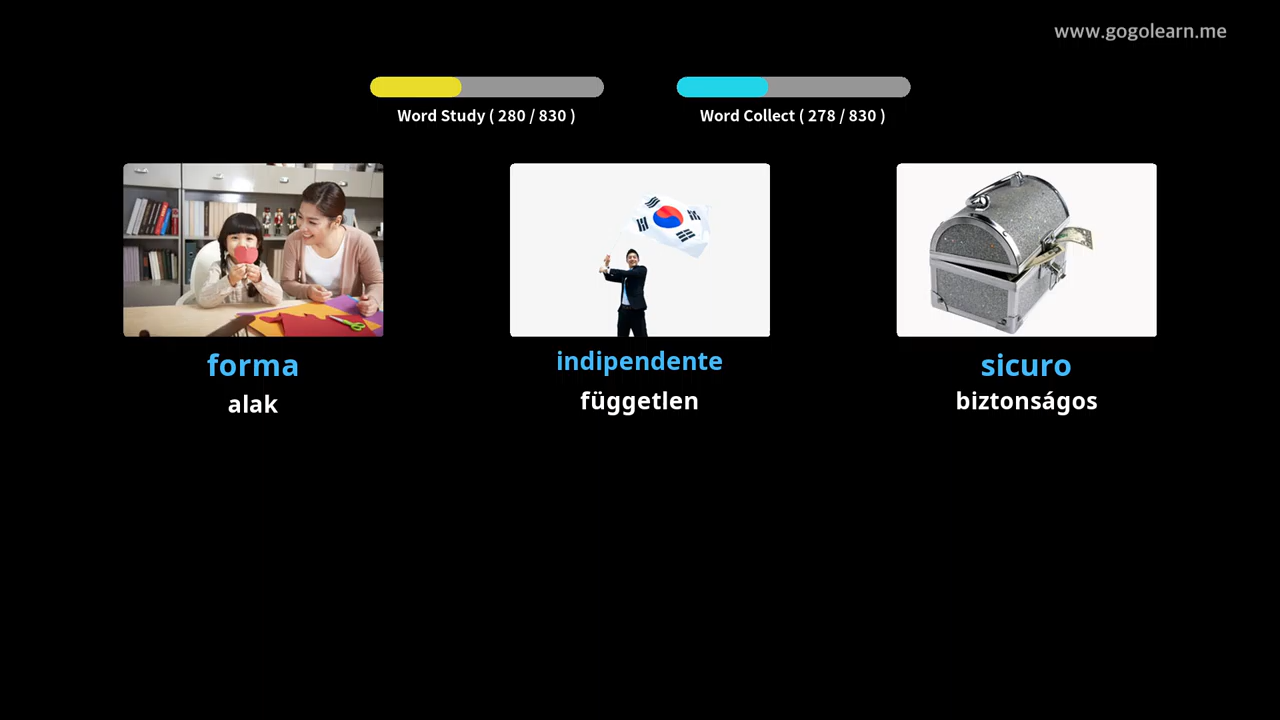 www.gogolearn.me
Word Study ( 280 / 830 )
Word Collect ( 278 / 830 )
forma
alak
indipendente
független
sicuro
biztonságos